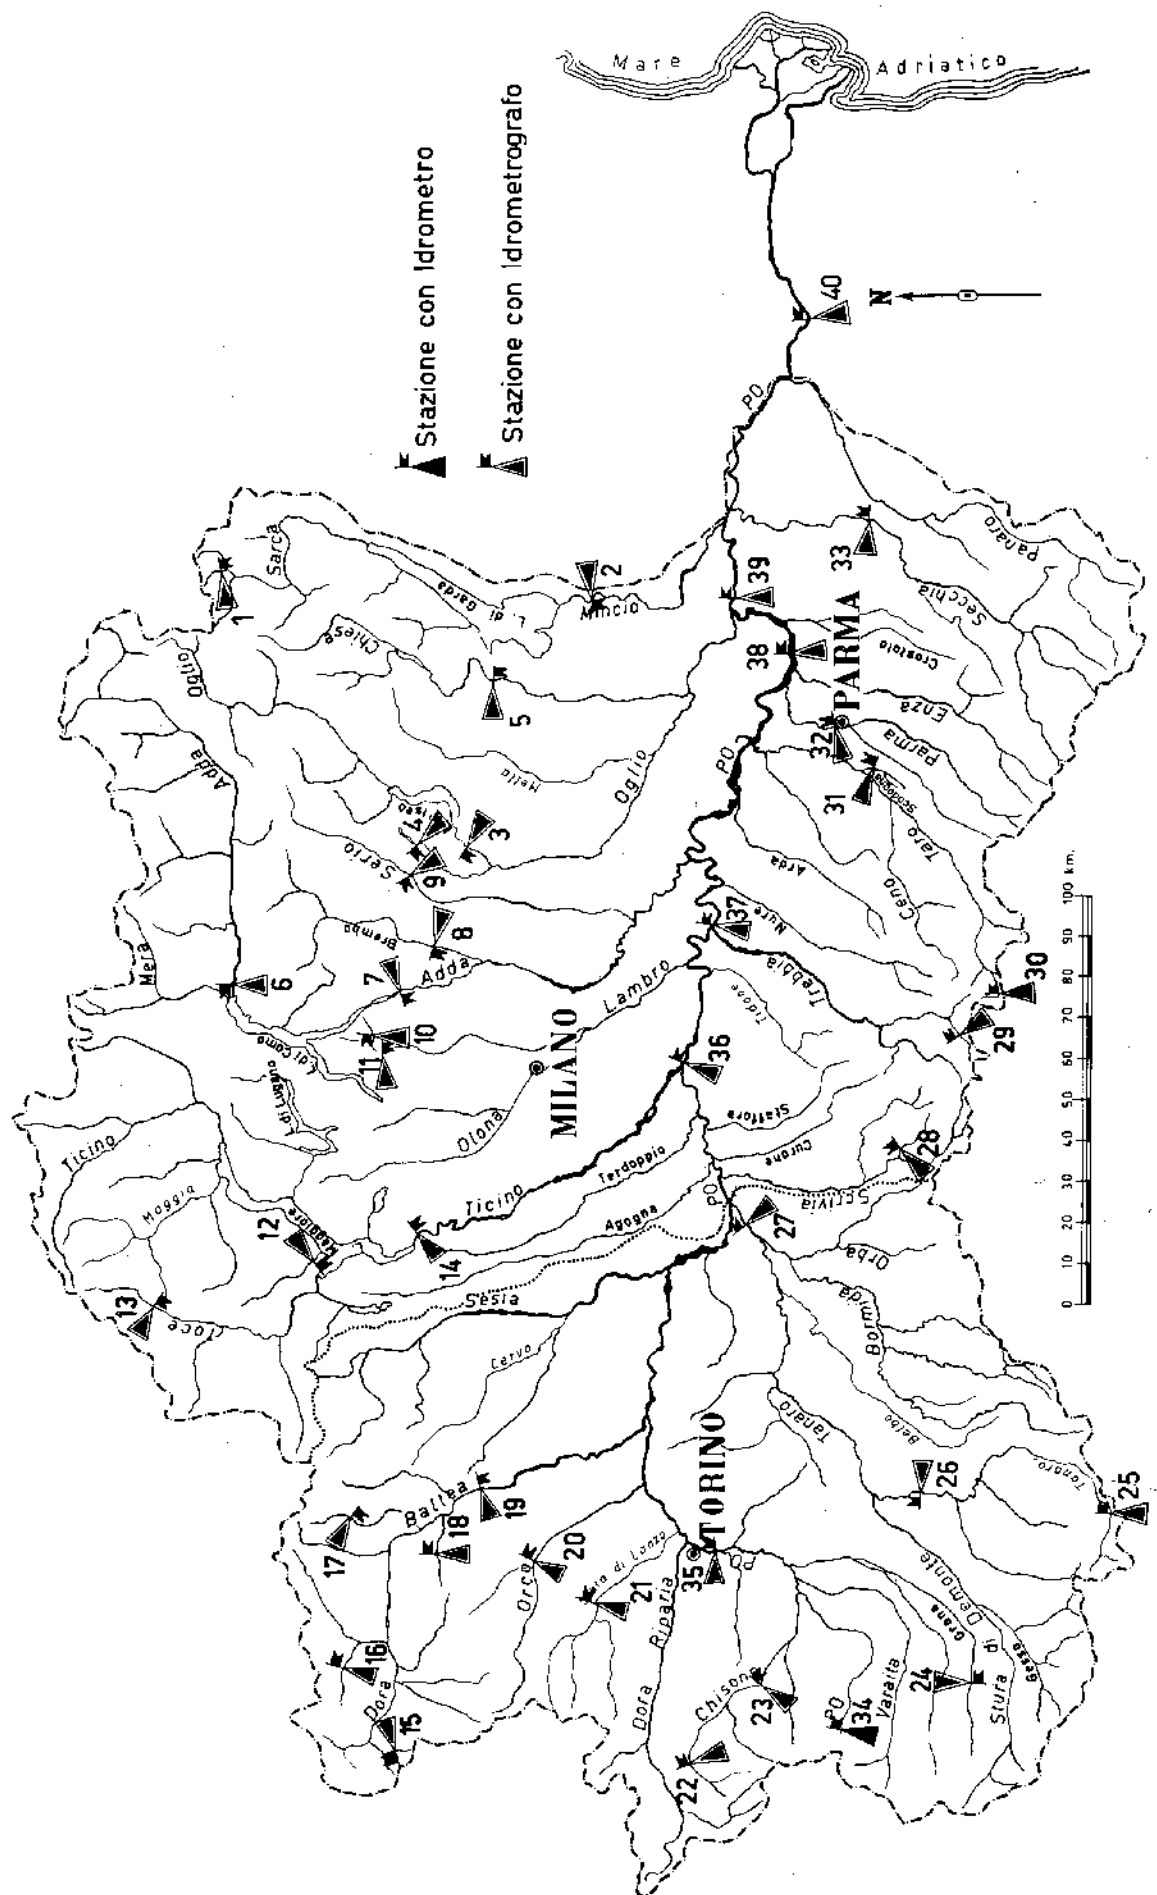 Mare
Adriatico
Stazione con Idrometro
Stazione con Idrometrografo
N
40
PO
1
Sarca
L. di Garda
2
Mincio
Chiese
5
Oglio
Adda
Mella
Oglio
Iseo
4
3
Serio
9
Brembo
8
Mera
6
7
Adda
10
11
L. di Como
L. di Lugano
Lambro
MILANO
Olona
Ticino
Maggia
12
Maggiore
13
Toce
14
Ticino
Terdoppio
Agogna
Sesia
Cervo
17
Baltea
18
19
16
Dora
15
Orco
20
21
Dora Riparia
35
TORINO
PO
22
Chisone
23
PO
34
Varaita
24
Grana
Stura di Demonte
Gesso
Tanaro
26
Belbo
Tanaro
25
Bormida
Orba
27
PO
Scrivia
28
Curone
Staffora
36
Tidone
Trebbia
37
Nure
29
30
Arda
Ceno
Taro
31
32
PARMA
Parma
Enza
PO
38
39
Crostolo
Secchia
33
Panaro
0 10 20 30 40 50 60 70 80 90 100 km.